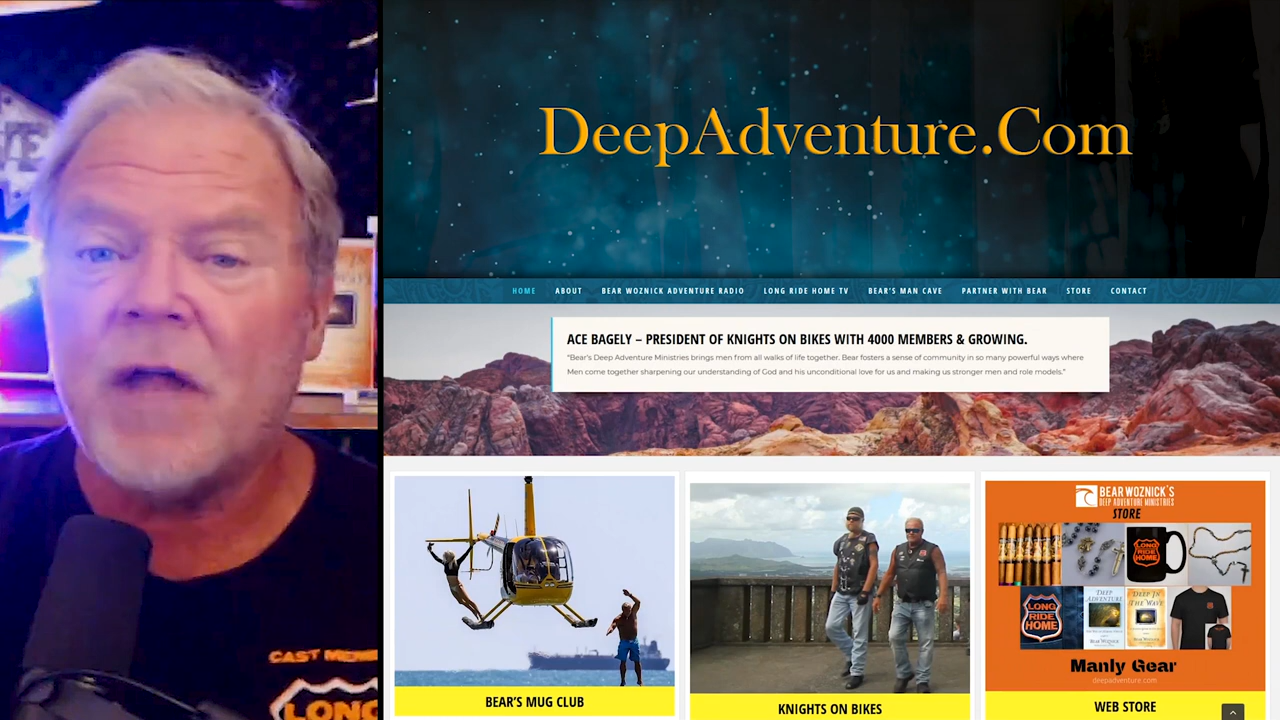 DeepAdventure.Com
HOME ABOUT BEAR WOZNICK ADVENTURE RADIO LONG RIDE HOME TV BEAR'S MAN CAVE PARTNER WITH BEAR STORE CONTACT
ACE BAGELY – PRESIDENT OF KNIGHTS ON BIKES WITH 4000 MEMBERS & GROWING.
"Bear's Deep Adventure Ministries brings men from all walks of life together. Bear fosters a sense of community in so many powerful ways where
Men come together sharpening our understanding of God and his unconditional love for us and making us stronger men and role models."
BEAR WOZNICK'S
DEEP ADVENTURE MINISTRIES
STORE
LONG
RIDE
HOME
LONG
RIDE
HOME
DEEP
ADVENTURE
BEAR WOZNICK
DEEP IN
THE WAVE
BEAR WOZNICK
Manly Gear
deepadventure.com
BEAR'S MUG CLUB
KNIGHTS ON BIKES
WEB STORE
CAST
LONG